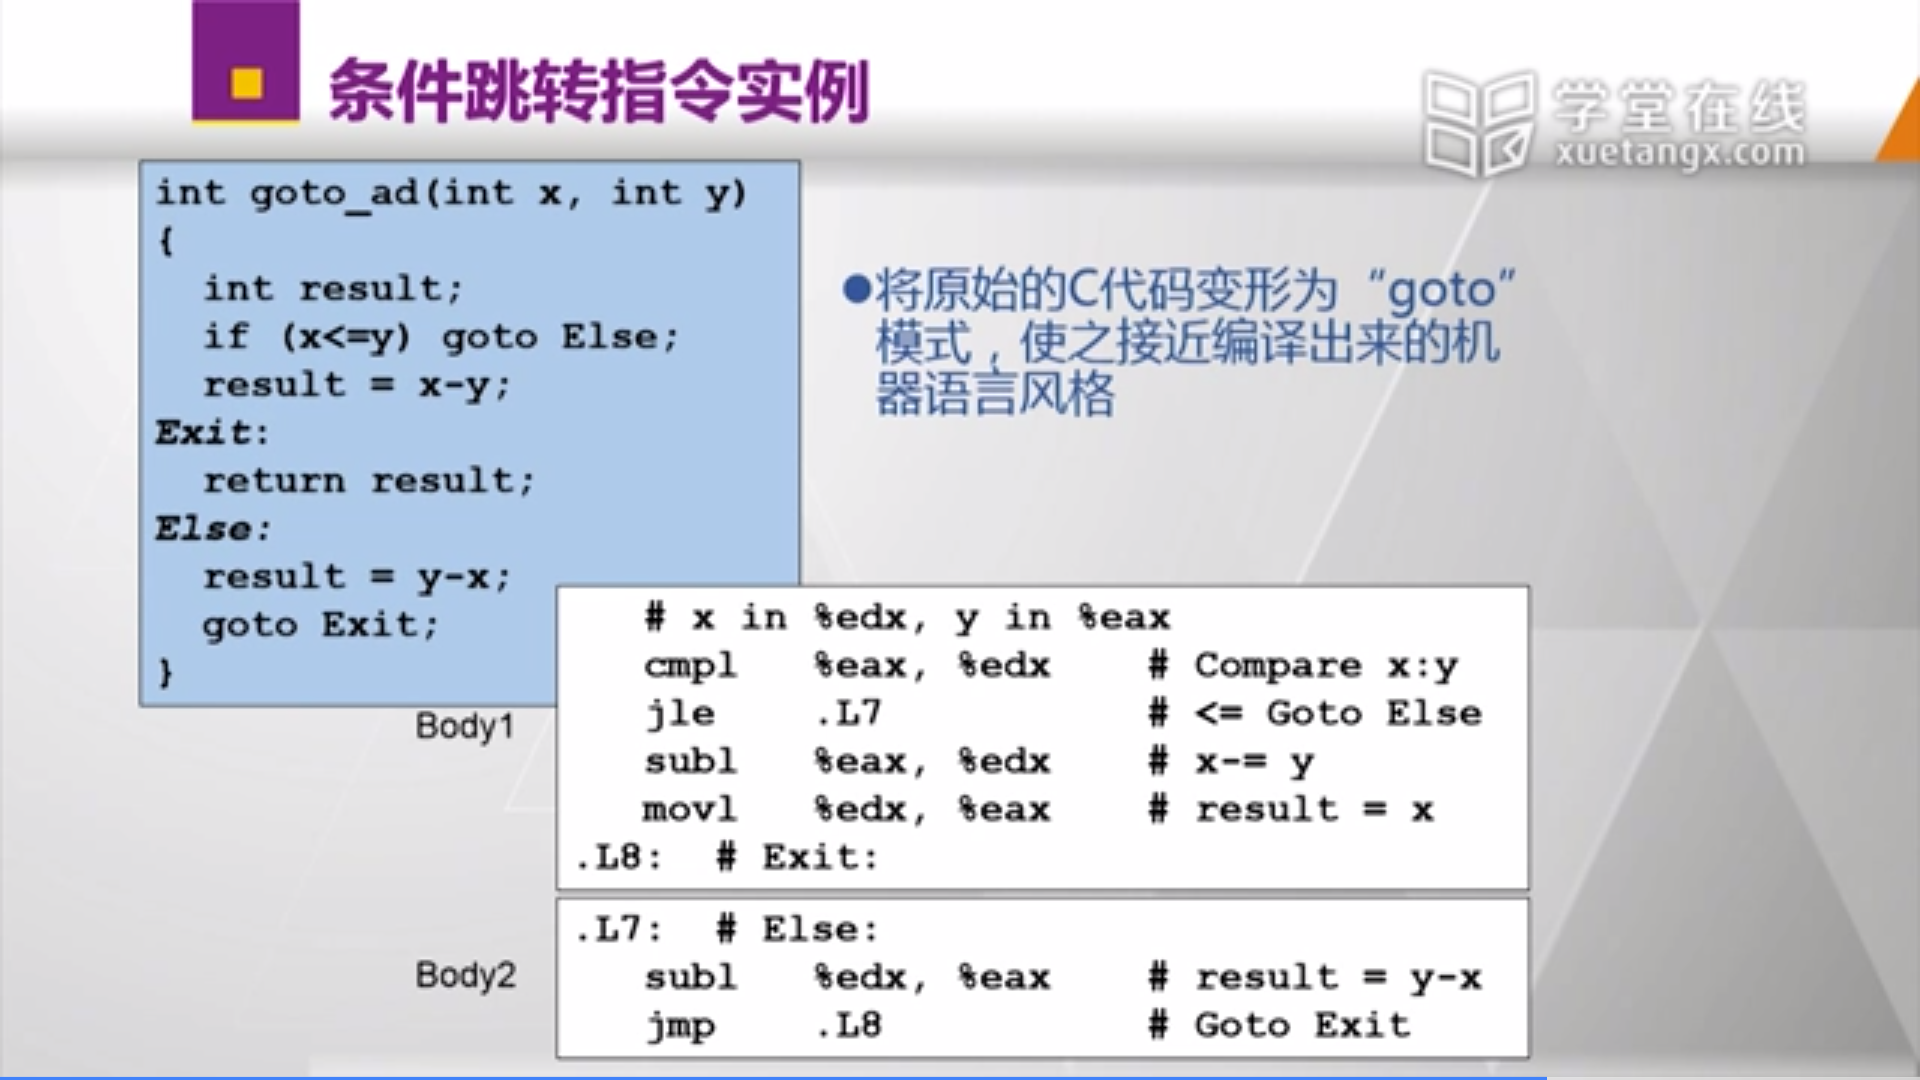 条件跳转指令实例
学堂在线
xuetangx.com
int goto_ad(int x, int y)
{
  int result;
  if (x<=y) goto Else;
  result = x-y;
Exit:
  return result;
Else:
  result = y-x;
  goto Exit;
}
●将原始的C代码变形为“goto”
模式，使之接近编译出来的机
器语言风格
Body1
# x in %edx, y in %eax
cmpl %eax, %edx # Compare x:y
jle .L7 # <= Goto Else
subl %eax, %edx # x-= y
movl %edx, %eax # result = x
.L8: # Exit:
Body2
.L7: # Else:
subl %edx, %eax # result = y-x
jmp .L8 # Goto Exit